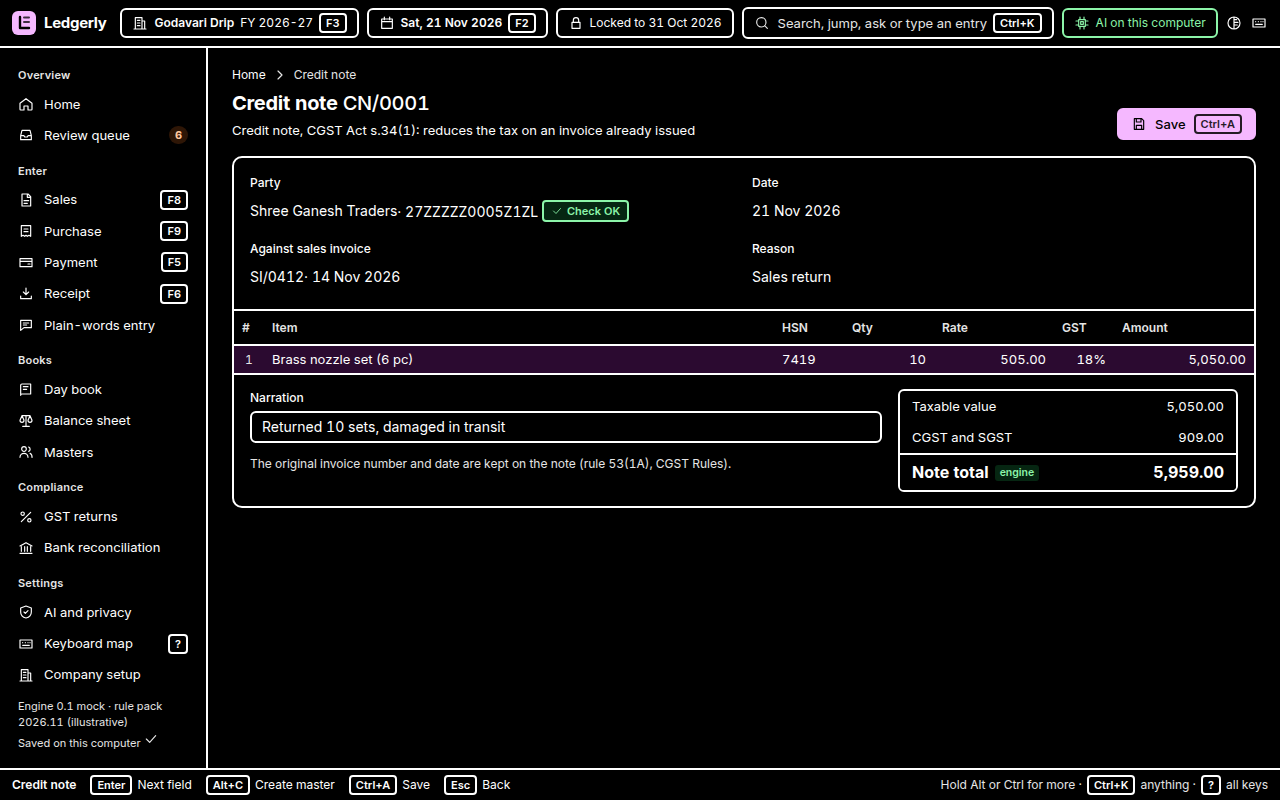 Ledgerly
Godavari Drip FY 2026-27 F3
Sat, 21 Nov 2026 F2
Locked to 31 Oct 2026
Search, jump, ask or type an entry Ctrl+K
AI on this computer
Overview
Home
Review queue 6
Enter
Sales F8
Purchase F9
Payment F5
Receipt F6
Plain-words entry
Books
Day book
Balance sheet
Masters
Compliance
GST returns
Bank reconciliation
Settings
AI and privacy
Keyboard map ?
Company setup
Engine 0.1 mock · rule pack
2026.11 (illustrative)
Saved on this computer
Home > Credit note
Credit note CN/0001
Credit note, CGST Act s.34(1): reduces the tax on an invoice already issued
Save Ctrl+A
Party
Shree Ganesh Traders· 27ZZZZZ0005Z1ZL Check OK
Date
21 Nov 2026
Against sales invoice
SI/0412· 14 Nov 2026
Reason
Sales return
# Item HSN Qty Rate GST Amount
1 Brass nozzle set (6 pc) 7419 10 505.00 18% 5,050.00
Narration
Returned 10 sets, damaged in transit
The original invoice number and date are kept on the note (rule 53(1A), CGST Rules).
Taxable value 5,050.00
CGST and SGST 909.00
Note total engine 5,959.00
Credit note Enter Next field Alt+C Create master Ctrl+A Save Esc Back
Hold Alt or Ctrl for more · Ctrl+K anything · ? all keys